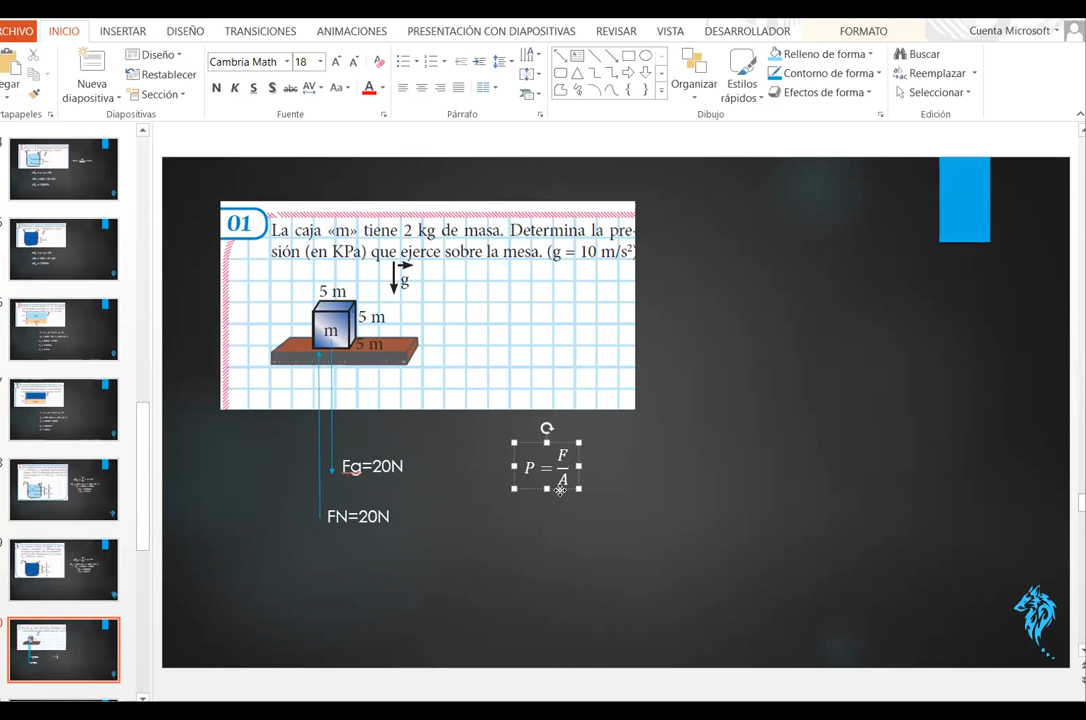 ARCHIVO INICIO INSERTAR DISEÑO TRANSICIONES ANIMACIONES PRESENTACIÓN CON DIAPOSITIVAS REVISAR VISTA DESARROLLADOR FORMATO Cuenta Microsoft
Nueva diapositiva
Diseño
Restablecer
Sección
Cambria Math 18
N K S S abc AV Aa A
Organizar
Estilos rápidos
Relleno de forma
Contorno de forma
Efectos de forma
Buscar
Reemplazar
Seleccionar
Diapositivas Fuente Párrafo Dibujo Edición
01
La caja «m» tiene 2 kg de masa. Determina la pre-
sión (en KPa) que ejerce sobre la mesa. (g = 10 m/s²)
g
5 m
5 m
m
5 m
Fg=20N
P = F/A
FN=20N